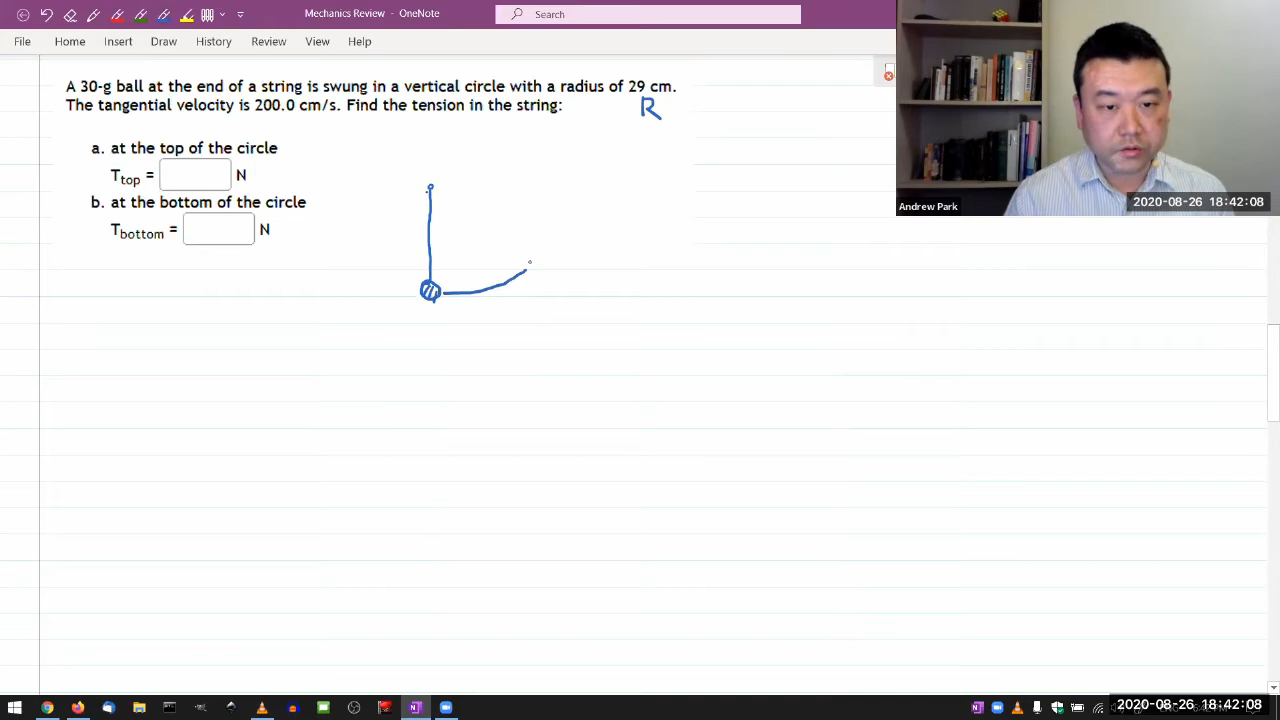 Mechanics Review - OneNote
Search
File Home Insert Draw History Review View Help
A 30-g ball at the end of a string is swung in a vertical circle with a radius of 29 cm.
The tangential velocity is 200.0 cm/s. Find the tension in the string:
R
a. at the top of the circle
Ttop = N
b. at the bottom of the circle
Tbottom = N
2020-08-26 18:42:08
Andrew Park
2020-08-26 18:42:08